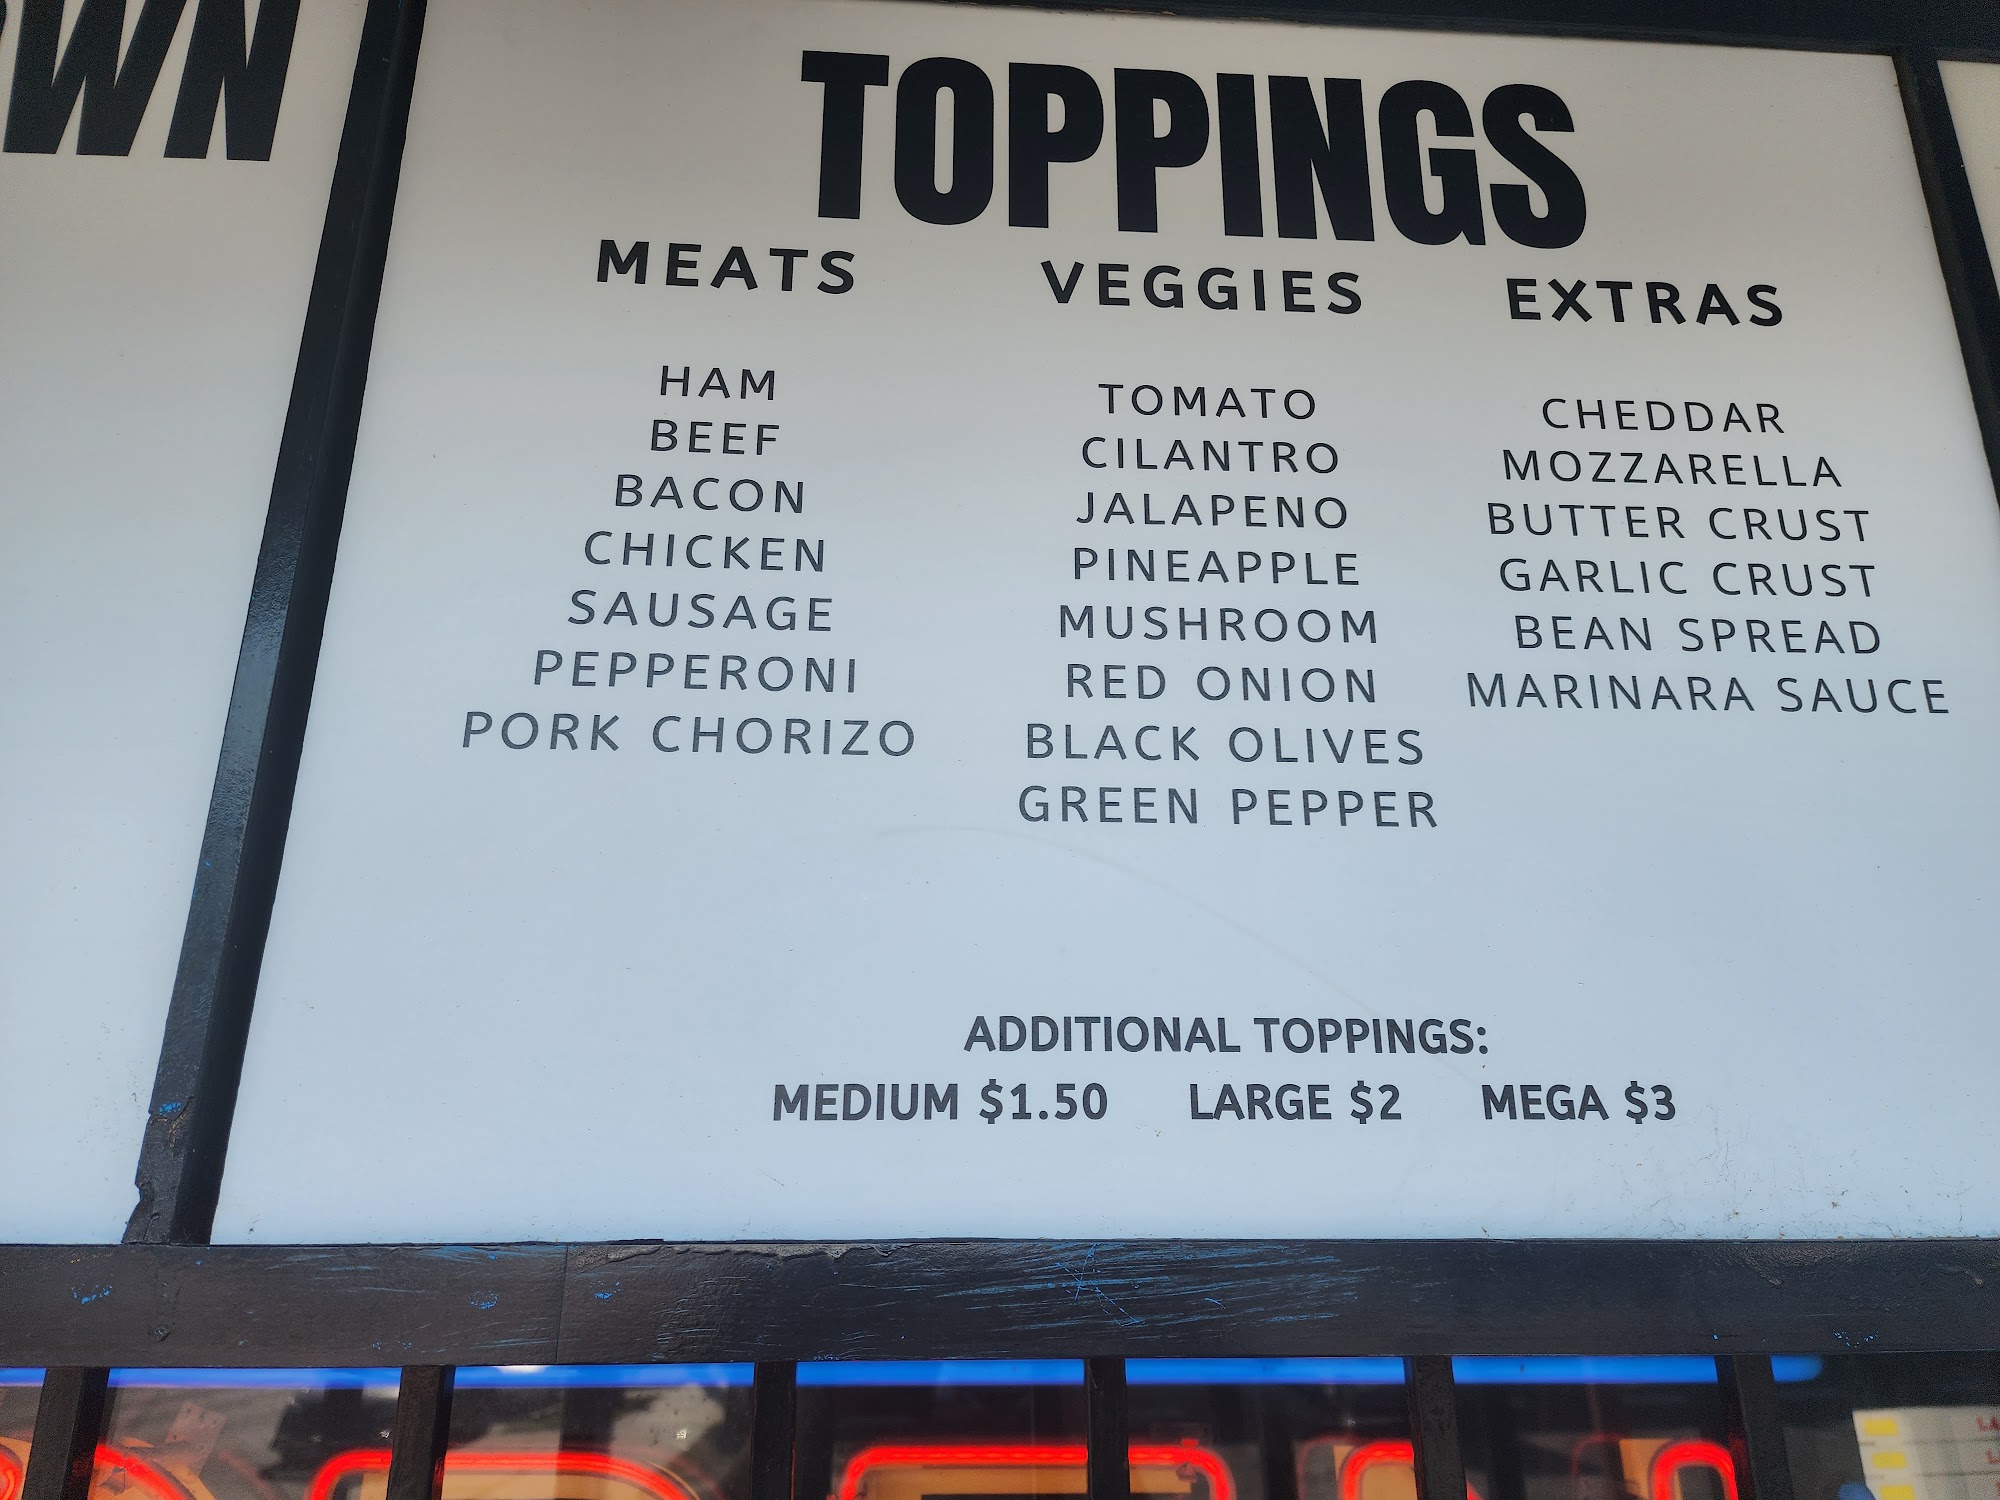 WN
TOPPINGS
MEATS
HAM
BEEF
BACON
CHICKEN
SAUSAGE
PEPPERONI
PORK CHORIZO
VEGGIES
TOMATO
CILANTRO
JALAPENO
PINEAPPLE
MUSHROOM
RED ONION
BLACK OLIVES
GREEN PEPPER
EXTRAS
CHEDDAR
MOZZARELLA
BUTTER CRUST
GARLIC CRUST
BEAN SPREAD
MARINARA SAUCE
ADDITIONAL TOPPINGS:
MEDIUM $1.50 LARGE $2 MEGA $3